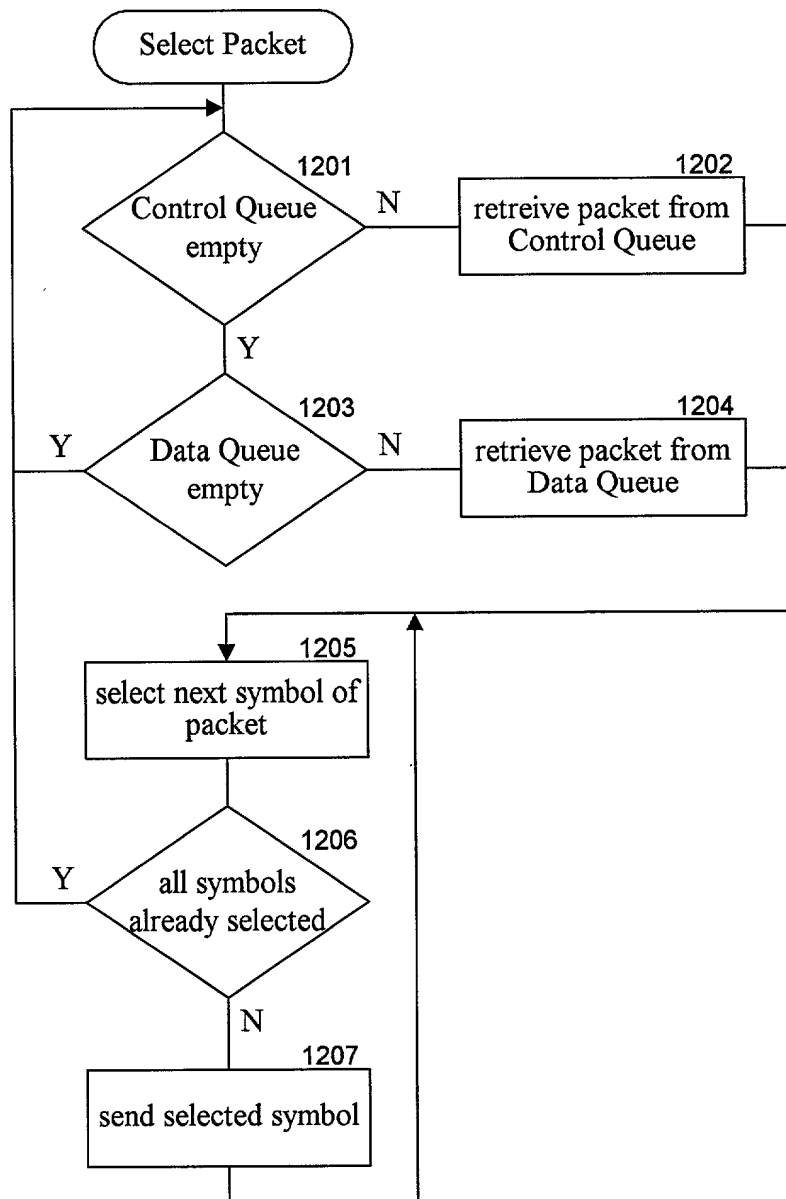 Select Packet
1201
Control Queue
empty
N
1202
retreive packet from
Control Queue
Y
1203
Data Queue
empty
Y
N
1204
retrieve packet from
Data Queue
1205
select next symbol of
packet
1206
all symbols
already selected
Y
N
1207
send selected symbol